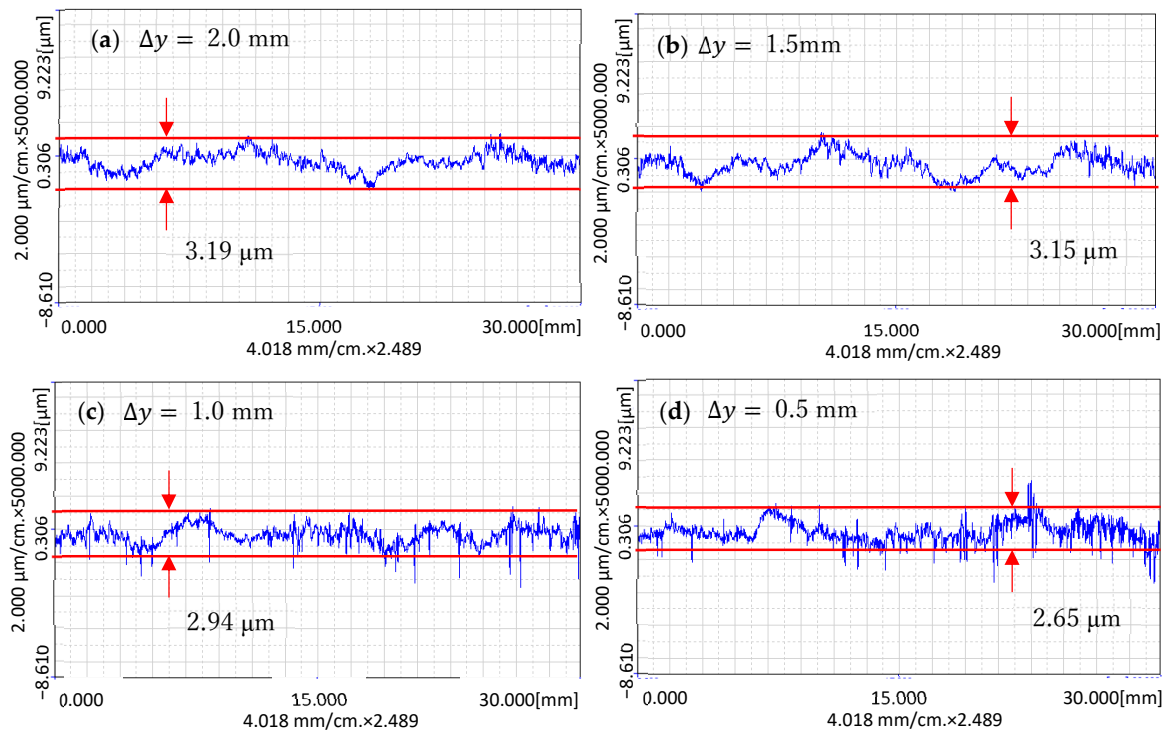 (a) Δy = 2.0 mm
9.223[µm]
0.306
2.000 µm/cm.×5000.000
−8.610
3.19 µm
0.000 15.000 30.000[mm]
4.018 mm/cm.×2.489
(b) Δy = 1.5mm
9.223[µm]
0.306
2.000 µm/cm.×5000.000
−8.610
3.15 µm
0.000 15.000 30.000[mm]
4.018 mm/cm.×2.489
(c) Δy = 1.0 mm
9.223[µm]
0.306
2.000 µm/cm.×5000.000
−8.610
2.94 µm
0.000 15.000 30.000[mm]
4.018 mm/cm.×2.489
(d) Δy = 0.5 mm
9.223[µm]
0.306
2.000 µm/cm.×5000.000
−8.610
2.65 µm
0.000 15.000 30.000[mm]
4.018 mm/cm.×2.489